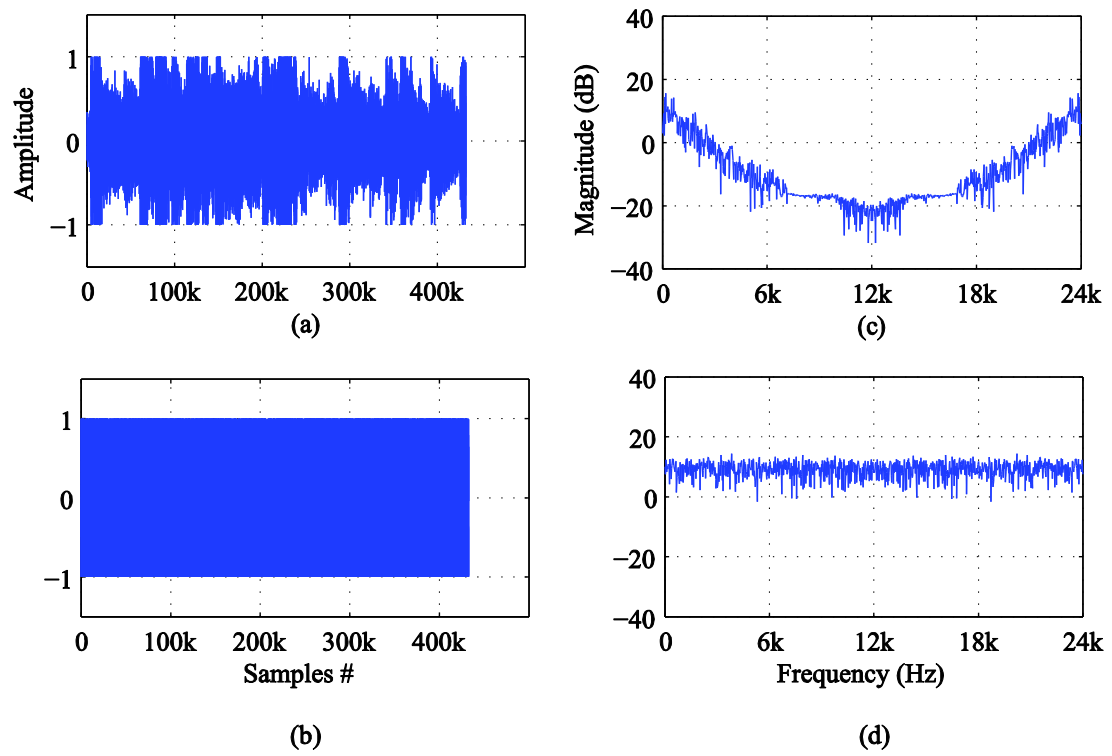 Amplitude
1
0
−1
0 100k 200k 300k 400k
(a)
Magnitude (dB)
40
20
0
−20
−40
0 6k 12k 18k 24k
(c)
1
0
−1
0 100k 200k 300k 400k
Samples #
(b)
40
20
0
−20
−40
0 6k 12k 18k 24k
Frequency (Hz)
(d)